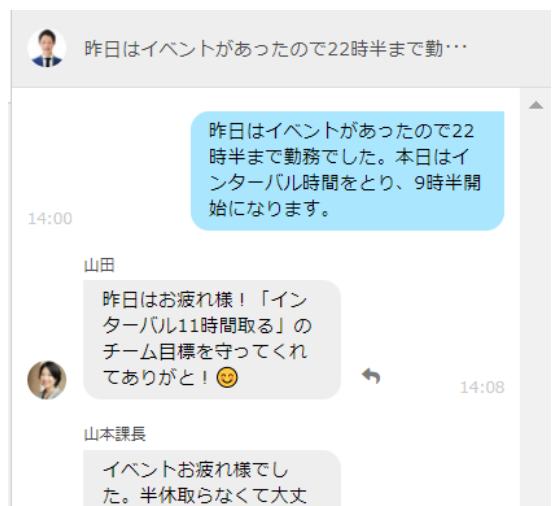 昨日はイベントがあったので22時半まで勤･･･
昨日はイベントがあったので22
時半まで勤務でした。本日はイ
ンターバル時間をとり、9時半開
始になります。
14:00
山田
昨日はお疲れ様！「イン
ターバル11時間取る」の
チーム目標を守ってくれ
てありがと！😊
14:08
山本課長
イベントお疲れ様でし
た。半休取らなくて大丈